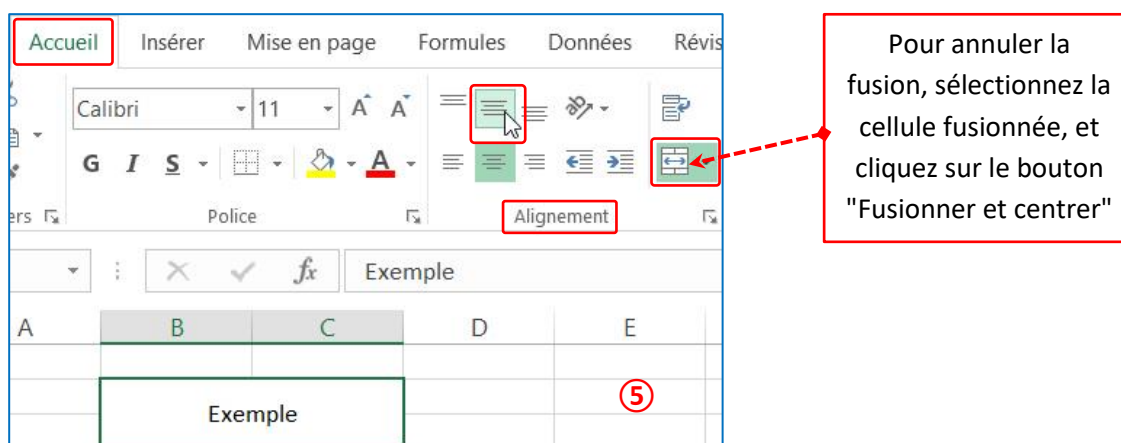 Accueil Insérer Mise en page Formules Données Révis
Calibri 11 A A
G I S A
ers Police Alignement
fx Exemple
A B C D E
Exemple
⑤
Pour annuler la
fusion, sélectionnez la
cellule fusionnée, et
cliquez sur le bouton
"Fusionner et centrer"